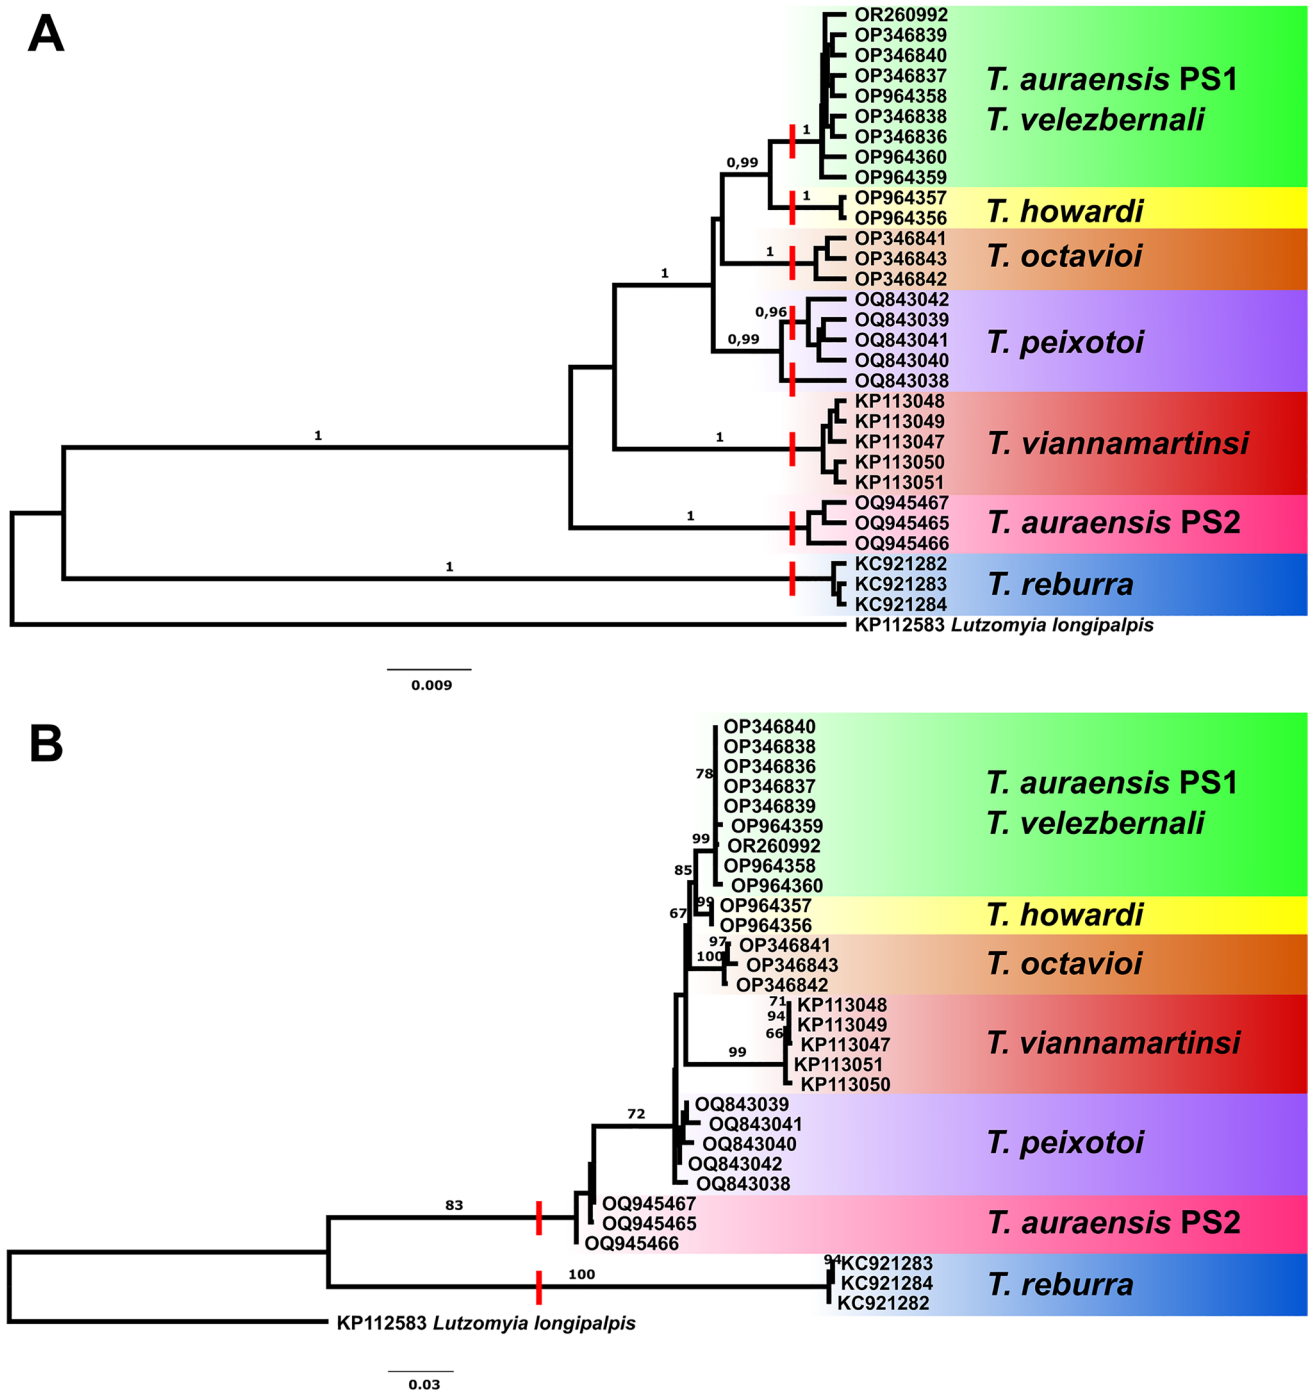 A
OR260992
OP346839
OP346840
OP346837
OP964358
OP346838
OP346836
OP964360
OP964359
T. auraensis PS1
T. velezbernali
1
0,99
OP964357
OP964356
T. howardi
1
OP346841
OP346843
OP346842
T. octavioi
1
1
OQ843042
OQ843039
OQ843041
OQ843040
OQ843038
T. peixotoi
0,96
0,99
KP113048
KP113049
KP113047
KP113050
KP113051
T. viannamartinsi
1
1
OQ945467
OQ945465
OQ945466
T. auraensis PS2
1
KC921282
KC921283
KC921284
T. reburra
1
KP112583 Lutzomyia longipalpis
0.009
B
OP346840
OP346838
OP346836
OP346837
OP346839
OP964359
OR260992
OP964358
OP964360
T. auraensis PS1
T. velezbernali
78
99
85
OP964357
OP964356
T. howardi
99
67
OP346841
OP346843
OP346842
T. octavioi
97
100
KP113048
KP113049
KP113047
KP113051
KP113050
T. viannamartinsi
71
94
66
99
OQ843039
OQ843041
OQ843040
OQ843042
OQ843038
T. peixotoi
72
OQ945467
OQ945465
OQ945466
T. auraensis PS2
83
KC921283
KC921284
KC921282
T. reburra
94
100
KP112583 Lutzomyia longipalpis
0.03